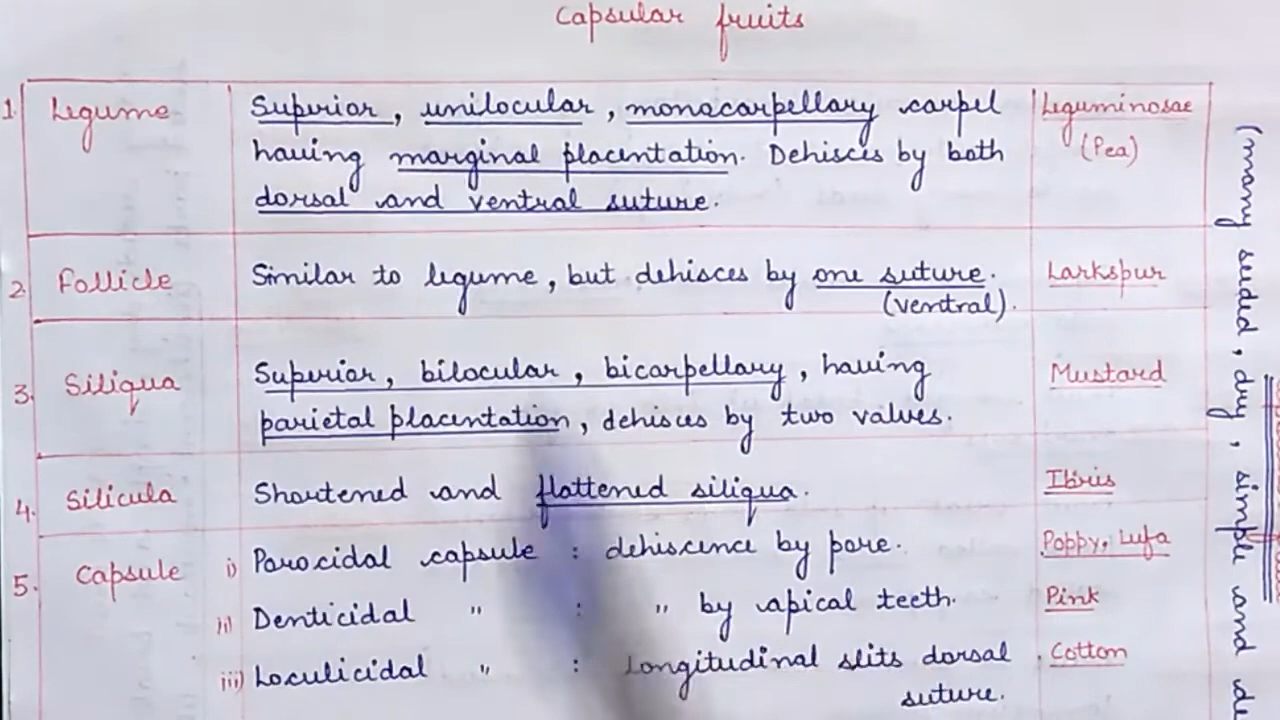 Capsular fruits
1. Legume
Superior, unilocular, monocarpellary carpel
having marginal placentation. Dehisces by both
dorsal and ventral suture.
Leguminosae
(Pea)
2. Follicle
Similar to legume, but dehisces by one suture.
(ventral).
Larkspur
3. Siliqua
Superior, bilocular, bicarpellary, having
parietal placentation, dehisces by two valves.
Mustard
4. Silicula
Shortened and flattened siliqua.
Ibiris
5. Capsule
i) Porocidal capsule : dehiscence by pore.
Poppy, Lufa
ii) Denticidal " : " by apical teeth.
Pink
iii) Loculicidal " : Longitudinal slits dorsal
suture.
Cotton
(many seeded, dry, simple and de